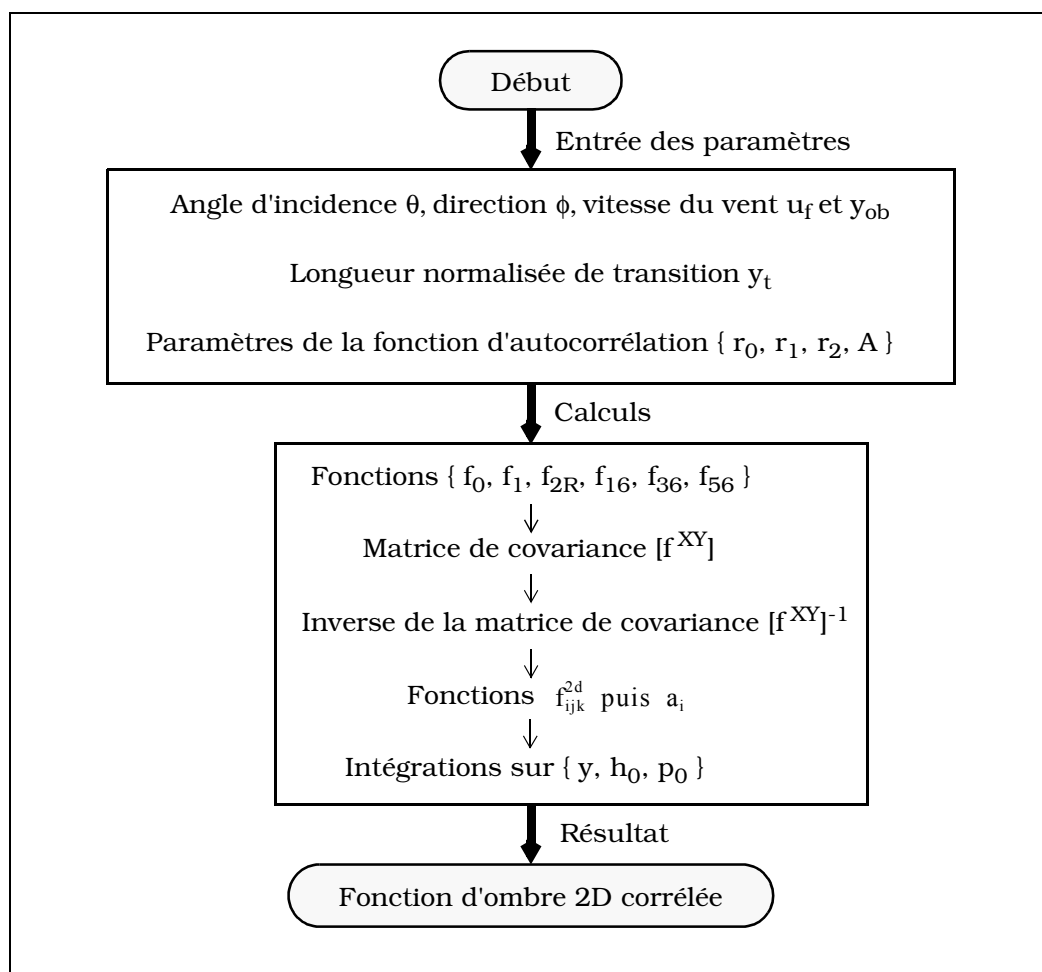 Début
Entrée des paramètres
Angle d'incidence θ, direction ϕ, vitesse du vent u_f et y_ob
Longueur normalisée de transition y_t
Paramètres de la fonction d'autocorrélation { r_0, r_1, r_2, A }
Calculs
Fonctions { f_0, f_1, f_2R, f_16, f_36, f_56 }
Matrice de covariance [f^XY]
Inverse de la matrice de covariance [f^XY]^-1
Fonctions f_ijk^2d puis a_i
Intégrations sur { y, h_0, p_0 }
Résultat
Fonction d'ombre 2D corrélée